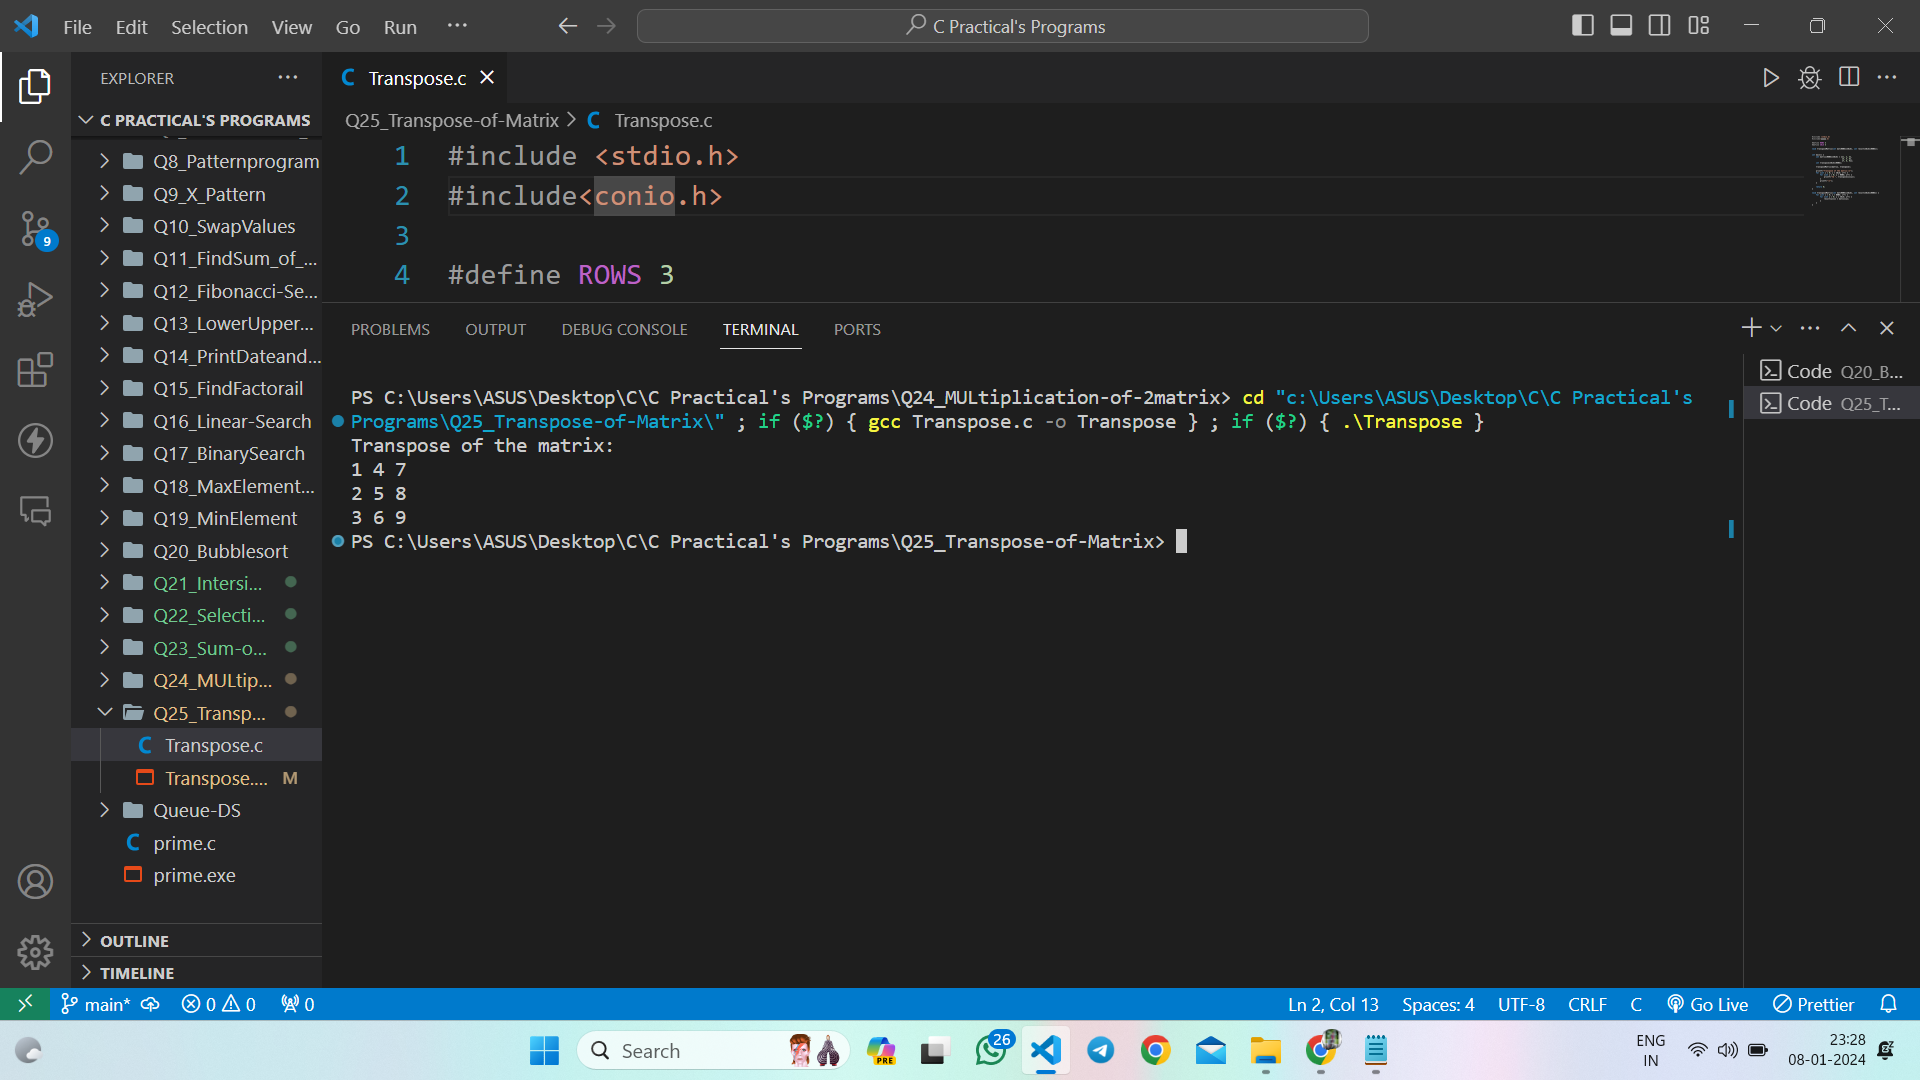 File Edit Selection View Go Run ··· C Practical's Programs
EXPLORER ···
Transpose.c
C PRACTICAL'S PROGRAMS
Q8_Patternprogram
Q9_X_Pattern
Q10_SwapValues
Q11_FindSum_of_...
Q12_Fibonacci-Se...
Q13_LowerUpper...
Q14_PrintDateand...
Q15_FindFactorail
Q16_Linear-Search
Q17_BinarySearch
Q18_MaxElement...
Q19_MinElement
Q20_Bubblesort
Q21_Intersi...
Q22_Selecti...
Q23_Sum-o...
Q24_MULtip...
Q25_Transp...
Transpose.c
Transpose.... M
Queue-DS
prime.c
prime.exe
OUTLINE
TIMELINE
9
Q25_Transpose-of-Matrix > C Transpose.c
1 #include <stdio.h>
2 #include<conio.h>
3
4 #define ROWS 3
PROBLEMS OUTPUT DEBUG CONSOLE TERMINAL PORTS
PS C:\Users\ASUS\Desktop\C\C Practical's Programs\Q24_MULtiplication-of-2matrix> cd "c:\Users\ASUS\Desktop\C\C Practical's
Programs\Q25_Transpose-of-Matrix\" ; if ($?) { gcc Transpose.c -o Transpose } ; if ($?) { .\Transpose }
Transpose of the matrix:
1 4 7
2 5 8
3 6 9
PS C:\Users\ASUS\Desktop\C\C Practical's Programs\Q25_Transpose-of-Matrix>
Code Q20_B...
Code Q25_T...
main* 0 0 0 Ln 2, Col 13 Spaces: 4 UTF-8 CRLF C Go Live Prettier
Search
PRE
26
ENG
IN
23:28
08-01-2024